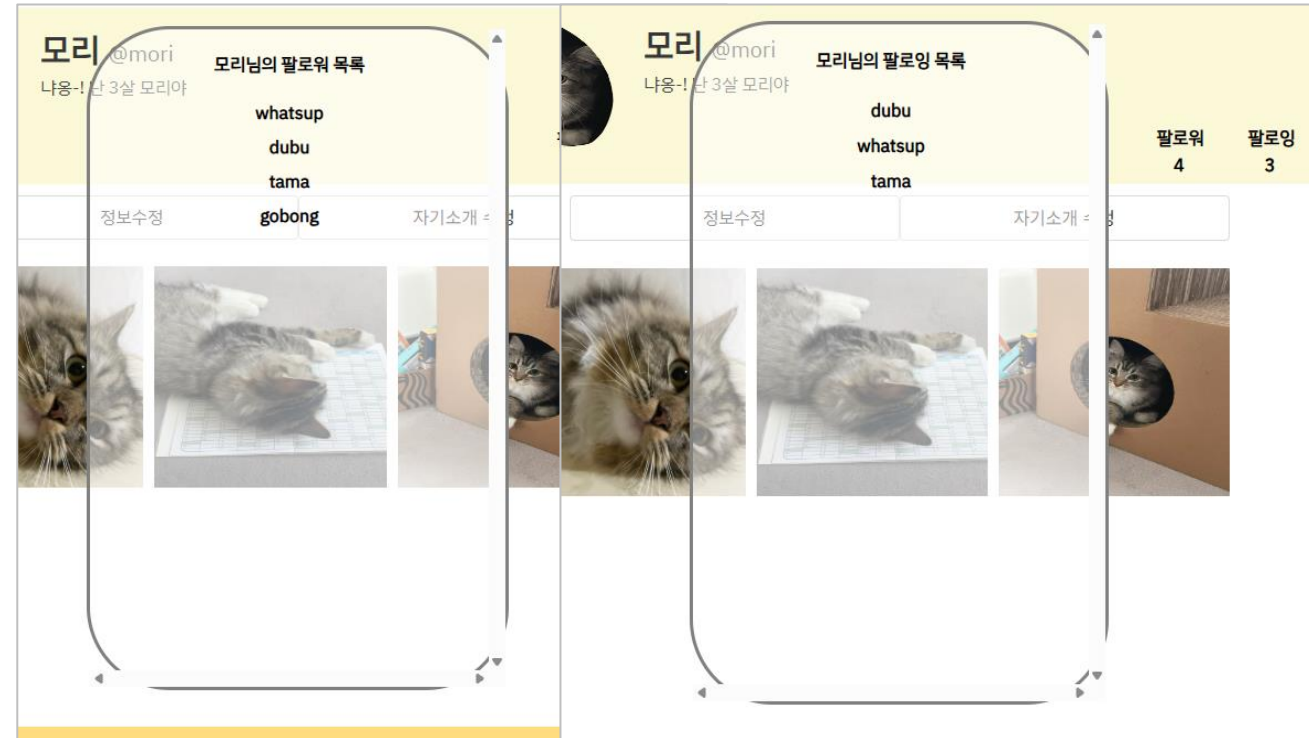 모리 @mori
냐옹-! 난 3살 모리야
모리님의 팔로워 목록
whatsup
dubu
tama
gobong
정보수정
자기소개 수
모리 @mori
냐옹-! 난 3살 모리야
모리님의 팔로잉 목록
dubu
whatsup
tama
팔로워 팔로잉
4 3
정보수정
자기소개 수